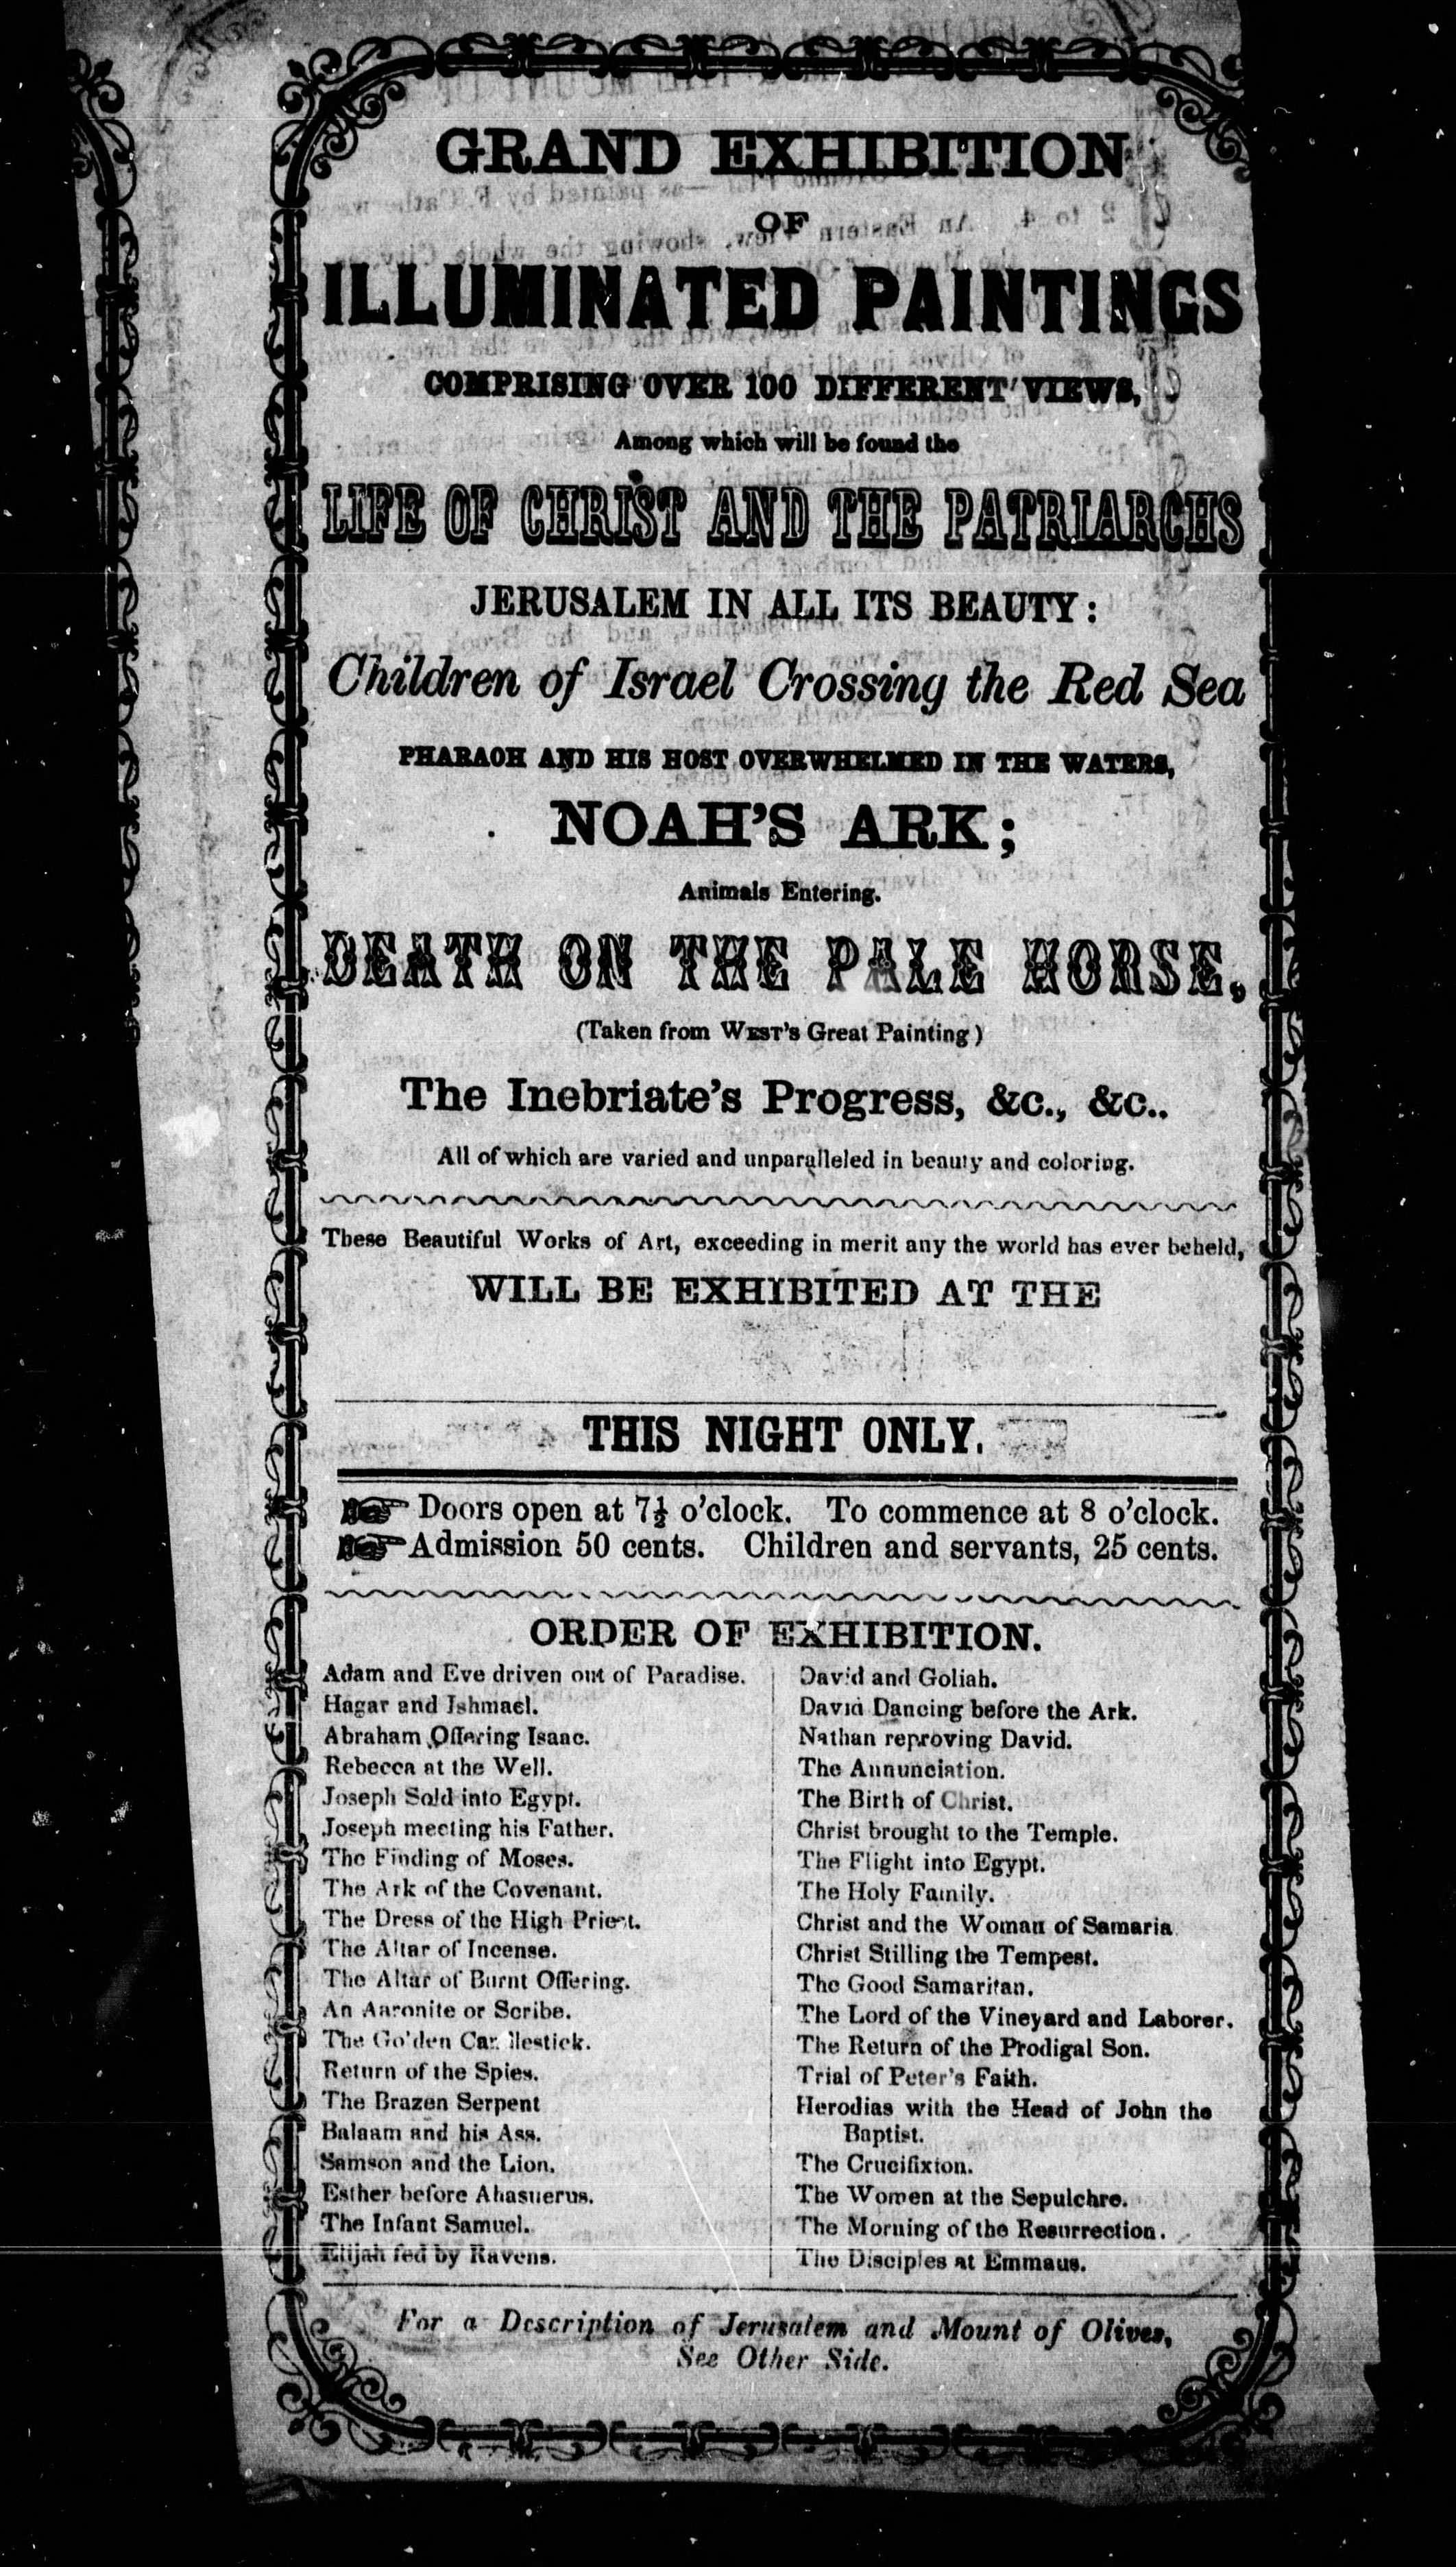 GRAND EXHIBITION
OF
ILLUMINATED PAINTINGS
COMPRISING OVER 100 DIFFERENT VIEWS,
Among which will be found the
LIFE OF CHRIST AND THE PATRIARCHS
JERUSALEM IN ALL ITS BEAUTY:
Children of Israel Crossing the Red Sea
PHARAOH AND HIS HOST OVERWHELMED IN THE WATERS,
NOAH'S ARK;
Animals Entering.
DEATH ON THE PALE HORSE,
(Taken from WEST'S Great Painting)
The Inebriate's Progress, &c., &c..
All of which are varied and unparalleled in beauty and coloring.
These Beautiful Works of Art, exceeding in merit any the world has ever beheld,
WILL BE EXHIBITED AT THE
THIS NIGHT ONLY.
Doors open at 7½ o'clock. To commence at 8 o'clock.
Admission 50 cents. Children and servants, 25 cents.
ORDER OF EXHIBITION.
Adam and Eve driven out of Paradise.
Hagar and Ishmael.
Abraham Offering Isaac.
Rebecca at the Well.
Joseph Sold into Egypt.
Joseph meeting his Father.
The Finding of Moses.
The Ark of the Covenant.
The Dress of the High Priest.
The Altar of Incense.
The Altar of Burnt Offering.
An Aaronite or Scribe.
The Golden Candlestick.
Return of the Spies.
The Brazen Serpent
Balaam and his Ass.
Samson and the Lion.
Esther before Ahasuerus.
The Infant Samuel.
Elijah fed by Ravens.
David and Goliah.
David Dancing before the Ark.
Nathan reproving David.
The Annunciation.
The Birth of Christ.
Christ brought to the Temple.
The Flight into Egypt.
The Holy Family.
Christ and the Woman of Samaria
Christ Stilling the Tempest.
The Good Samaritan.
The Lord of the Vineyard and Laborer.
The Return of the Prodigal Son.
Trial of Peter's Faith.
Herodias with the Head of John the
Baptist.
The Crucifixion.
The Women at the Sepulchre.
The Morning of the Resurrection.
The Disciples at Emmaus.
For a Description of Jerusalem and Mount of Olives,
See Other Side.